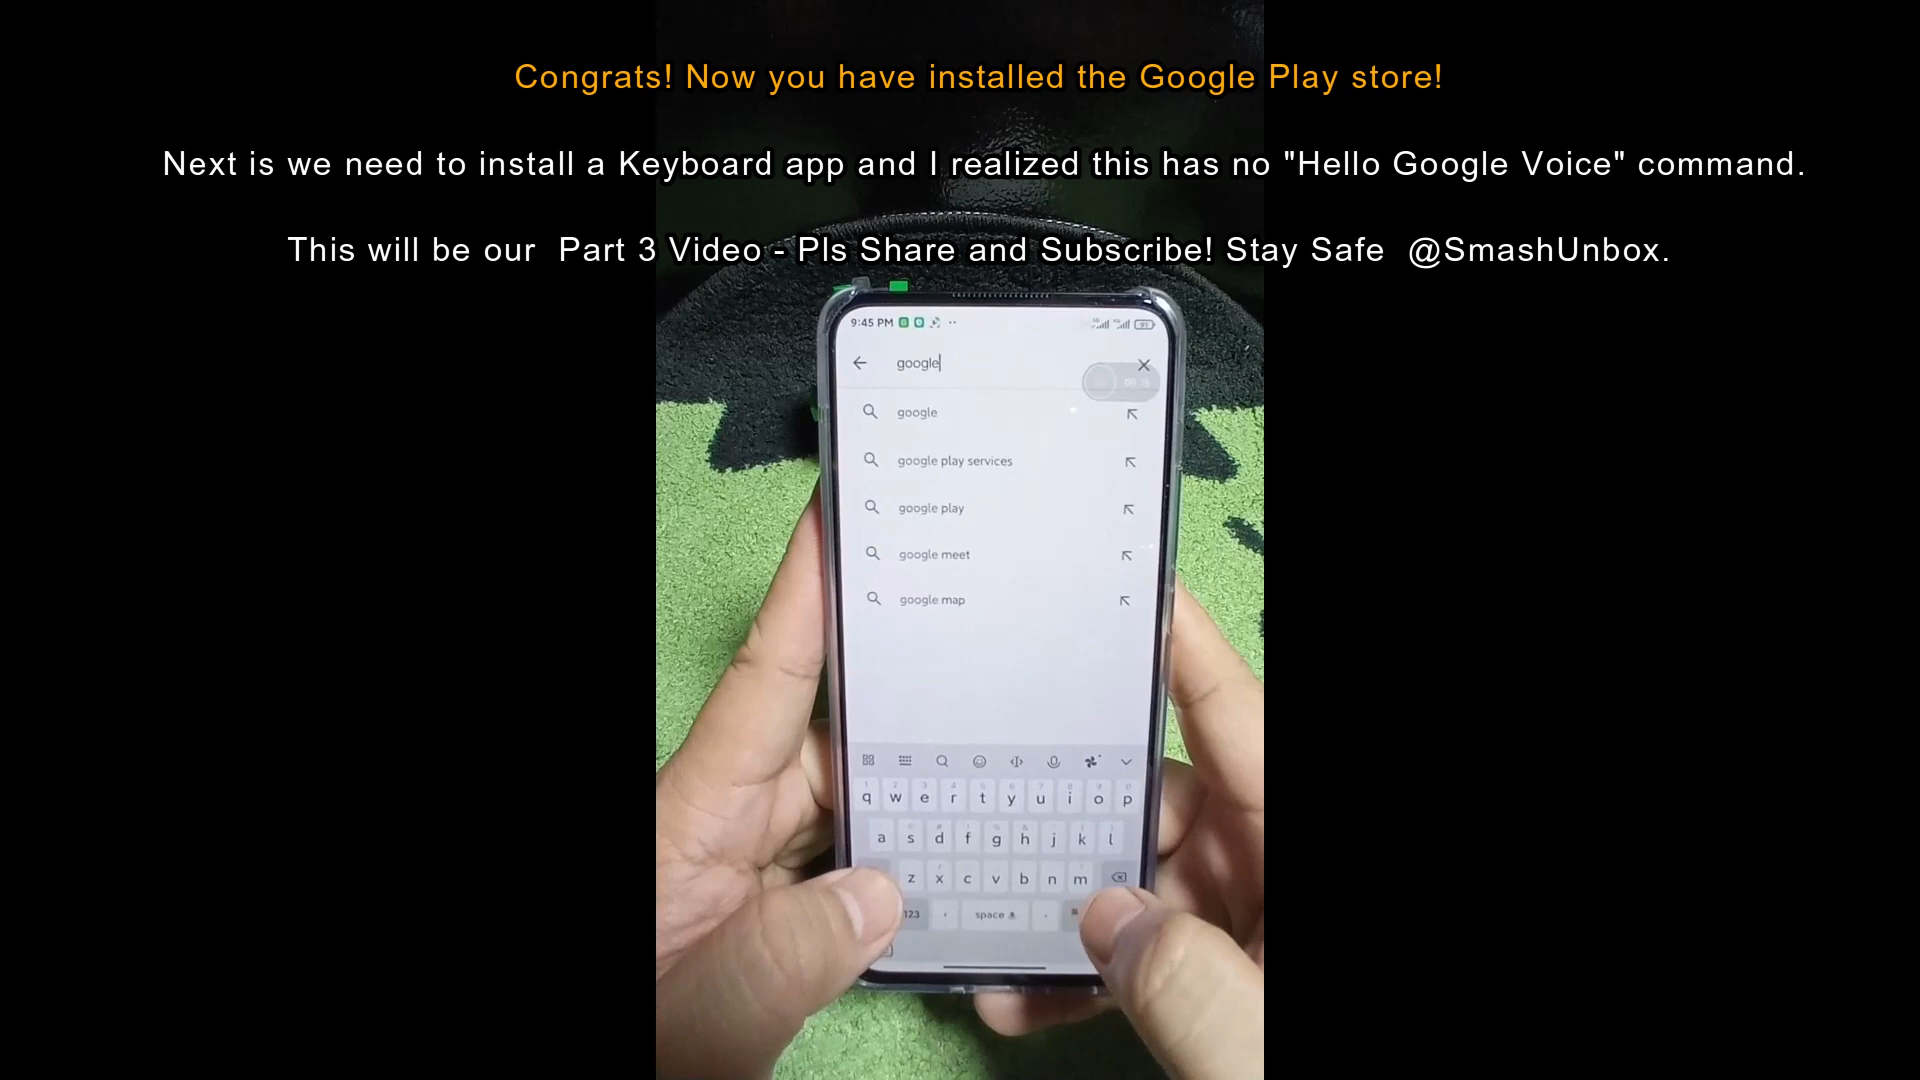 Congrats! Now you have installed the Google Play store!
Next is we need to install a Keyboard app and I realized this has no "Hello Google Voice" command.
This will be our  Part 3 Video - Pls Share and Subscribe! Stay Safe  @SmashUnbox.
9:45 PM
google
google
google play services
google play
google meet
google map
q w e r t y u i o p
a s d f g h j k l
z x c v b n m
123 space